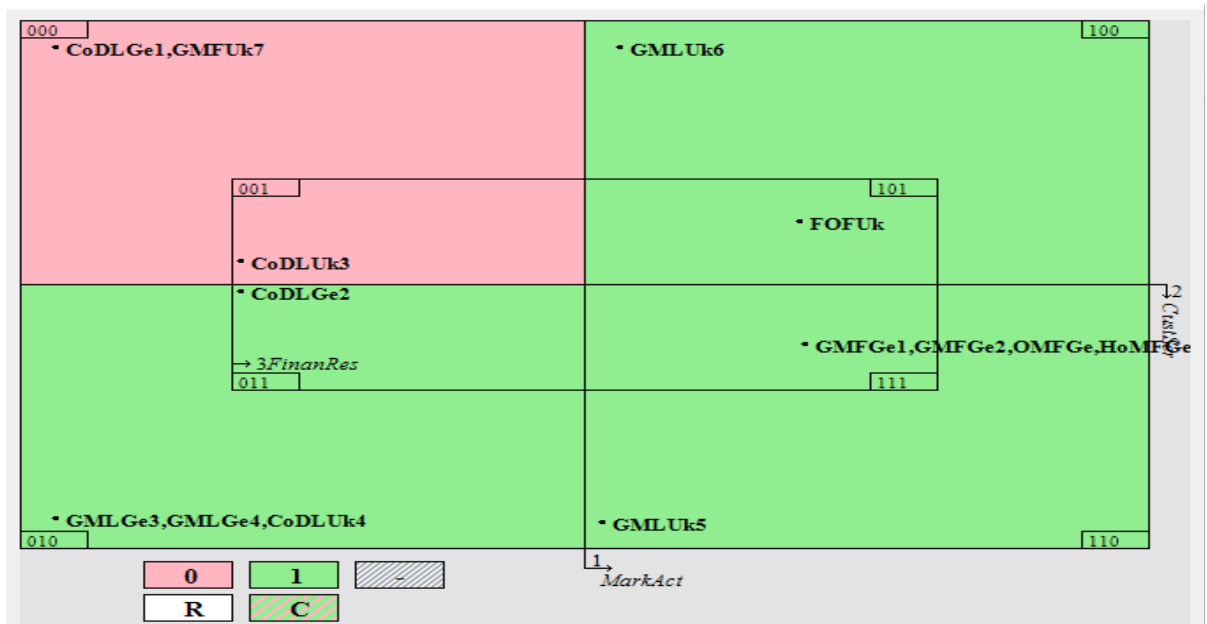 000
100
CoDLGe1,GMFUk7
GMLUk6
001
101
FOFUk
CoDLUk3
CoDLGe2
2
GMFGe1,GMFGe2,OMFGe,HoMFGe
3FinanRes
011
111
GMLGe3,GMLGe4,CoDLUk4
GMLUk5
010
110
1
MarkAct
0 1 -
R C